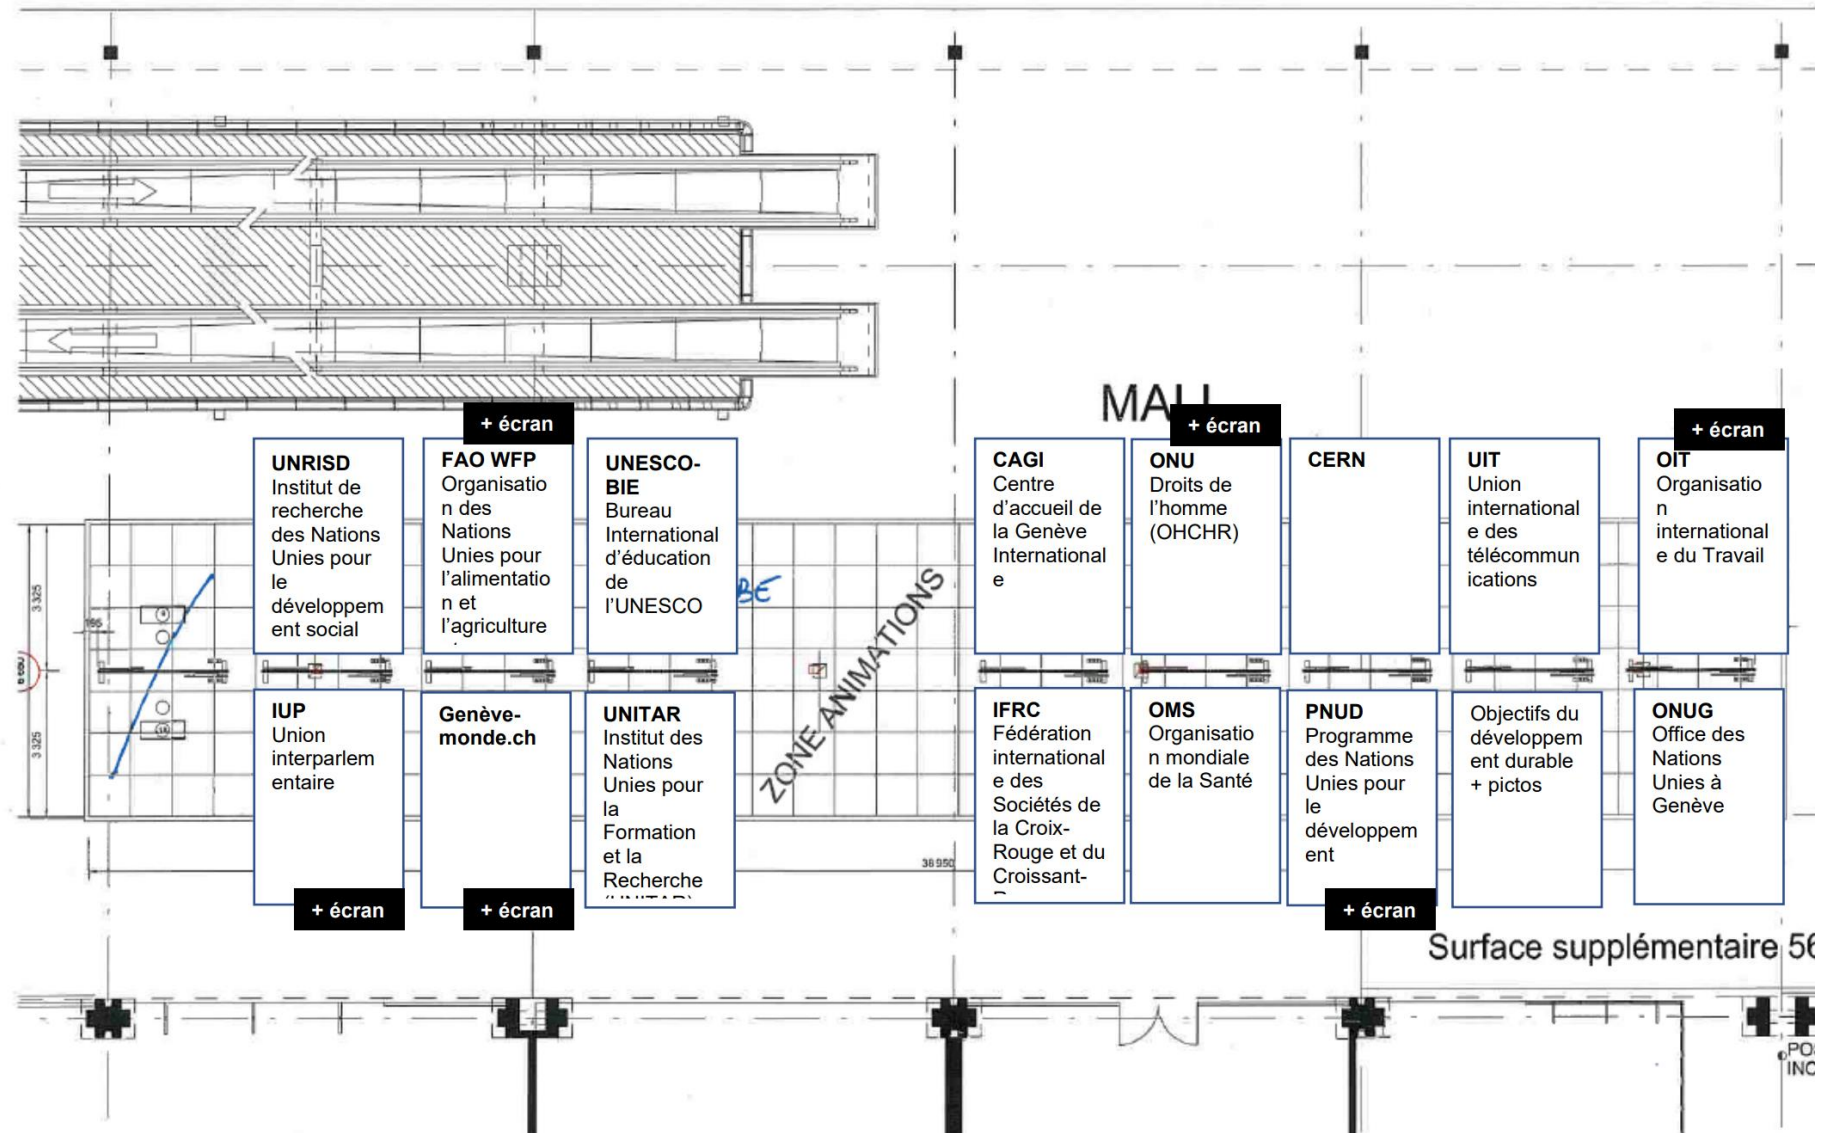 MALL
+ écran
+ écran
+ écran
UNRISD
Institut de
recherche
des Nations
Unies pour
le
développem
ent social
FAO WFP
Organisatio
n des
Nations
Unies pour
l’alimentatio
n et
l’agriculture
UNESCO-
BIE
Bureau
International
d’éducation
de
l’UNESCO
CAGI
Centre
d’accueil de
la Genève
International
e
ONU
Droits de
l’homme
(OHCHR)
CERN
UIT
Union
international
e des
télécommun
ications
OIT
Organisatio
n
international
e du Travail
3 325
195
BÉ
ZONE ANIMATIONS
3 325
IUP
Union
interparlem
entaire
Genève-
monde.ch
UNITAR
Institut des
Nations
Unies pour
la
Formation
et la
Recherche
(UNITAR)
IFRC
Fédération
international
e des
Sociétés de
la Croix-
Rouge et du
Croissant-
OMS
Organisatio
n mondiale
de la Santé
PNUD
Programme
des Nations
Unies pour
le
développem
ent
Objectifs du
développem
ent durable
+ pictos
ONUG
Office des
Nations
Unies à
Genève
38 950
+ écran
+ écran
+ écran
Surface supplémentaire 56
PO
INC